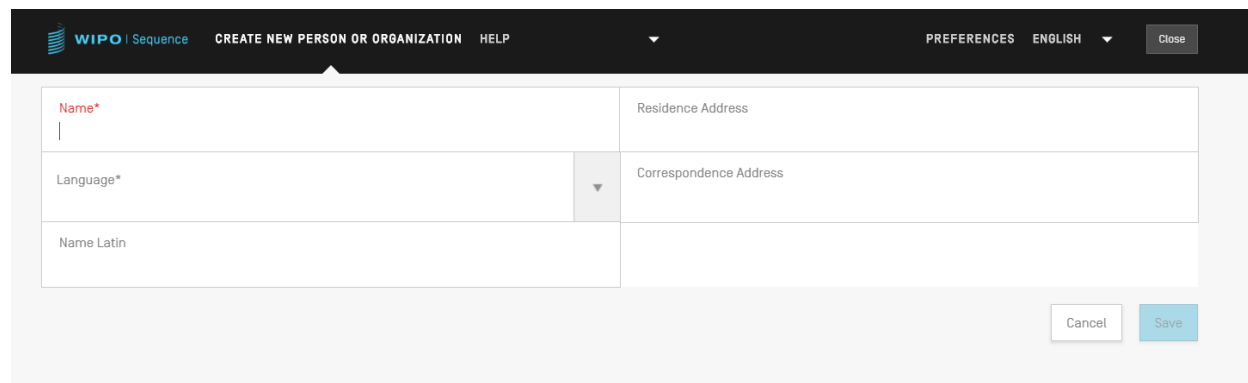 WIPO | Sequence CREATE NEW PERSON OR ORGANIZATION HELP PREFERENCES ENGLISH Close
Name* Residence Address
Language* Correspondence Address
Name Latin
Cancel Save